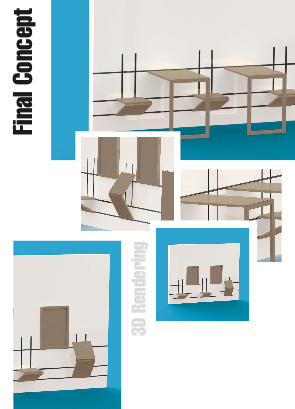 Final Concept
3D Rendering